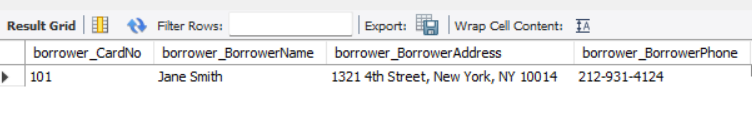 Result Grid Filter Rows: Export: Wrap Cell Content: IA
borrower_CardNo borrower_BorrowerName borrower_BorrowerAddress borrower_BorrowerPhone
101 Jane Smith 1321 4th Street, New York, NY 10014 212-931-4124